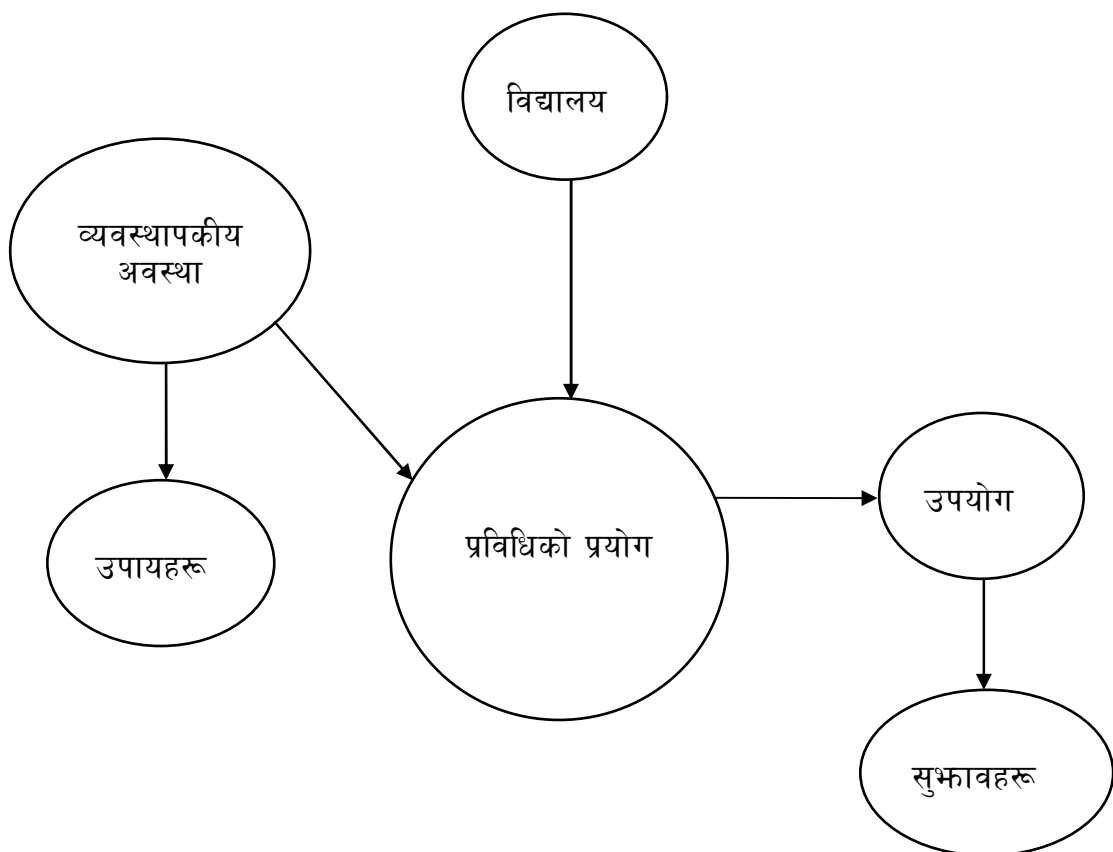 विद्यालय
व्यवस्थापकीय
अवस्था
उपायहरू
प्रविधिको प्रयोग
उपयोग
सुझावहरू